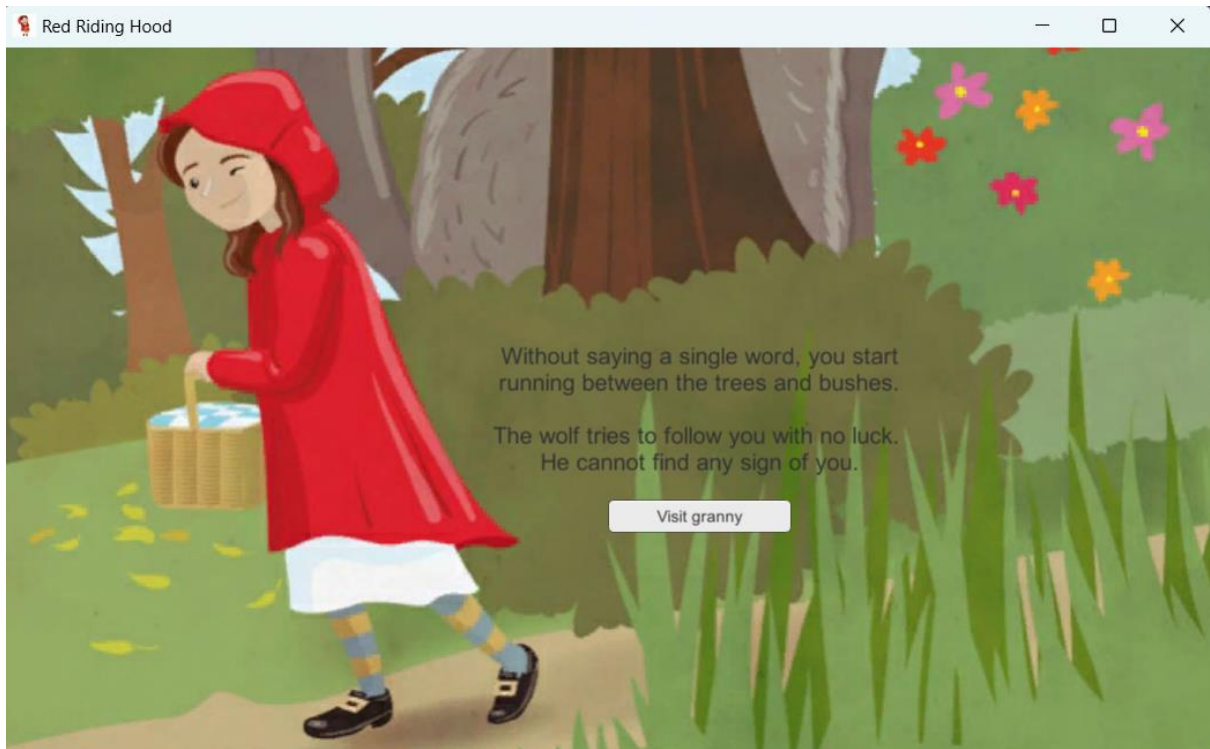 Red Riding Hood
Without saying a single word, you start
running between the trees and bushes.
The wolf tries to follow you with no luck.
He cannot find any sign of you.
Visit granny